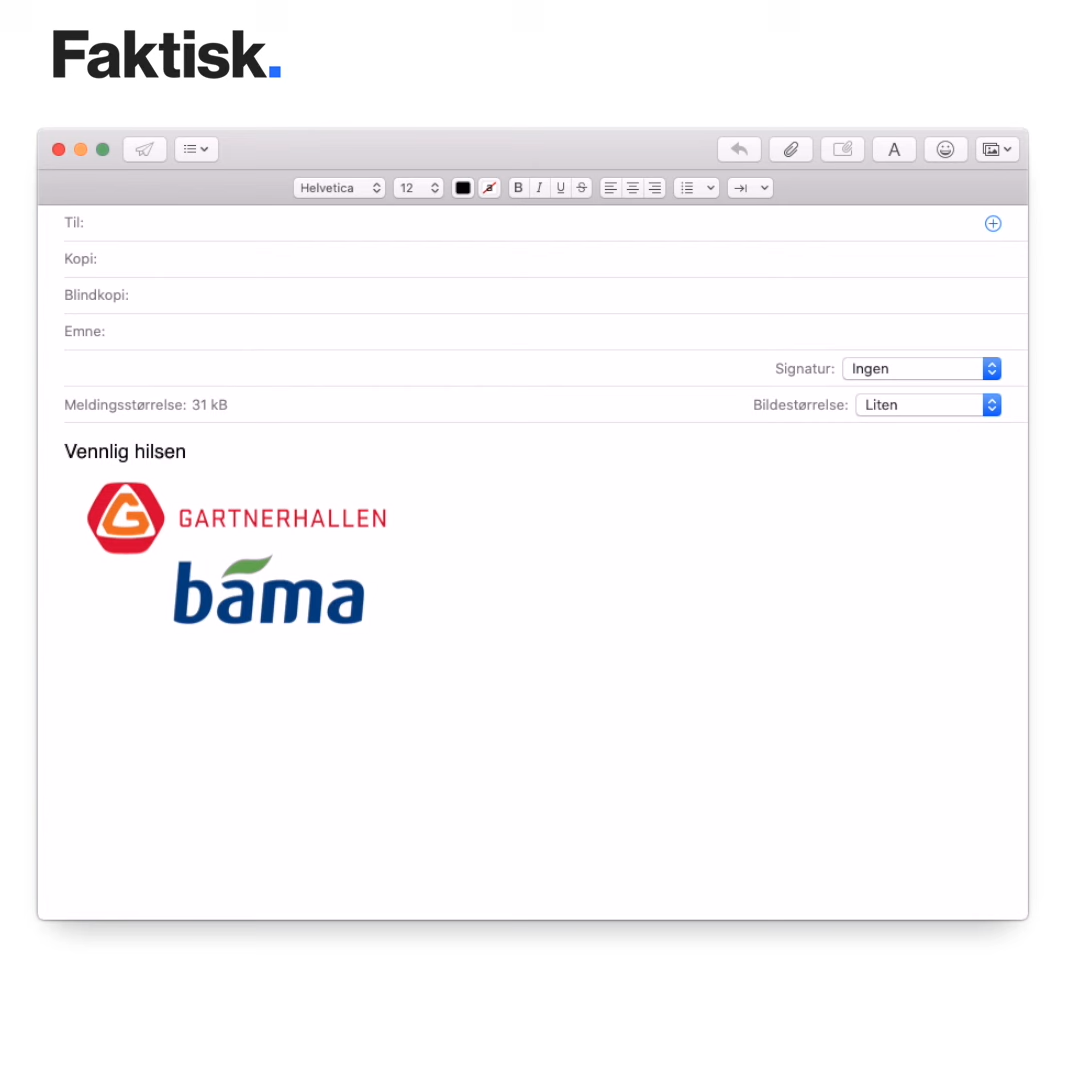 Faktisk.
Helvetica 12 a B I U S
A
Til:
Kopi:
Blindkopi:
Emne:
Signatur: Ingen
Meldingsstørrelse: 31 kB Bildestørrelse: Liten
Vennlig hilsen
G GARTNERHALLEN
bama